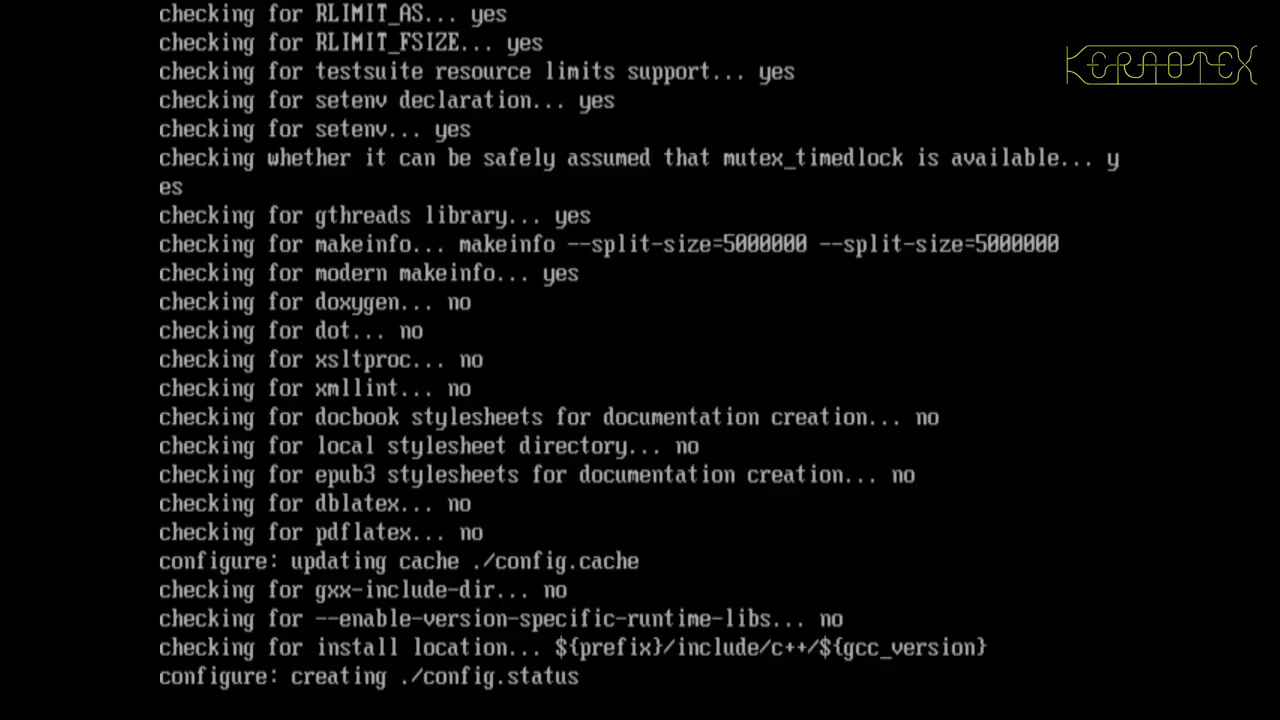 checking for RLIMIT_AS... yes
checking for RLIMIT_FSIZE... yes
checking for testsuite resource limits support... yes
checking for setenv declaration... yes
checking for setenv... yes
checking whether it can be safely assumed that mutex_timedlock is available... y
es
checking for gthreads library... yes
checking for makeinfo... makeinfo --split-size=5000000 --split-size=5000000
checking for modern makeinfo... yes
checking for doxygen... no
checking for dot... no
checking for xsltproc... no
checking for xmllint... no
checking for docbook stylesheets for documentation creation... no
checking for local stylesheet directory... no
checking for epub3 stylesheets for documentation creation... no
checking for dblatex... no
checking for pdflatex... no
configure: updating cache ./config.cache
checking for gxx-include-dir... no
checking for --enable-version-specific-runtime-libs... no
checking for install location... ${prefix}/include/c++/${gcc_version}
configure: creating ./config.status
KERNOTEX